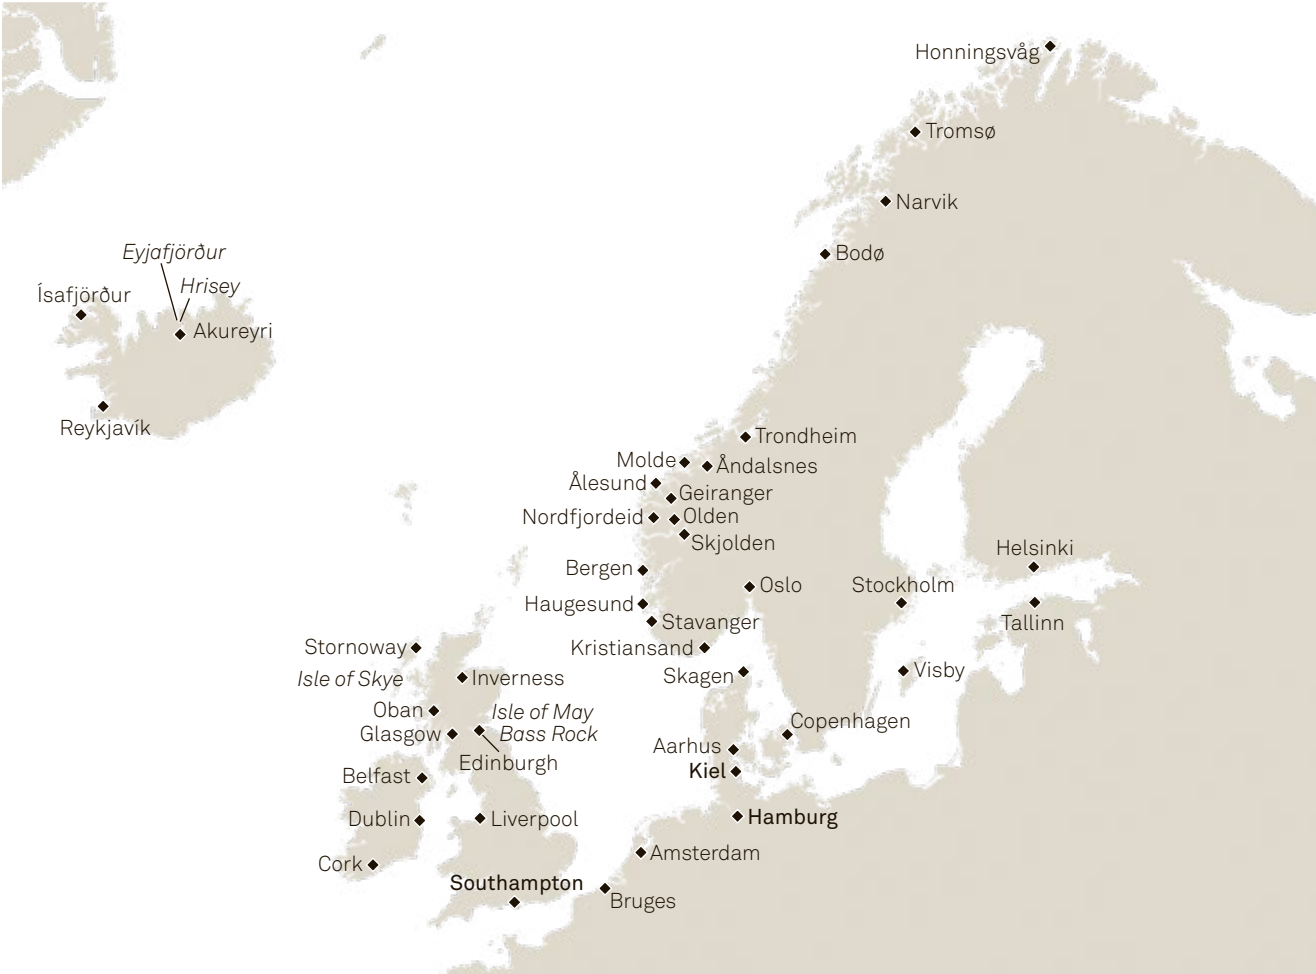 Honningsvåg
Tromsø
Narvik
Eyjafjörður
Bodø
Hrisey
Ísafjörður
Akureyri
Reykjavík
Trondheim
Molde
Åndalsnes
Ålesund
Geiranger
Nordfjordeid
Olden
Skjolden
Helsinki
Bergen
Oslo
Stockholm
Haugesund
Stavanger
Tallinn
Stornoway
Kristiansand
Visby
Isle of Skye
Inverness
Skagen
Oban
Isle of May
Copenhagen
Glasgow
Bass Rock
Aarhus
Edinburgh
Kiel
Belfast
Dublin
Liverpool
Hamburg
Amsterdam
Cork
Southampton
Bruges